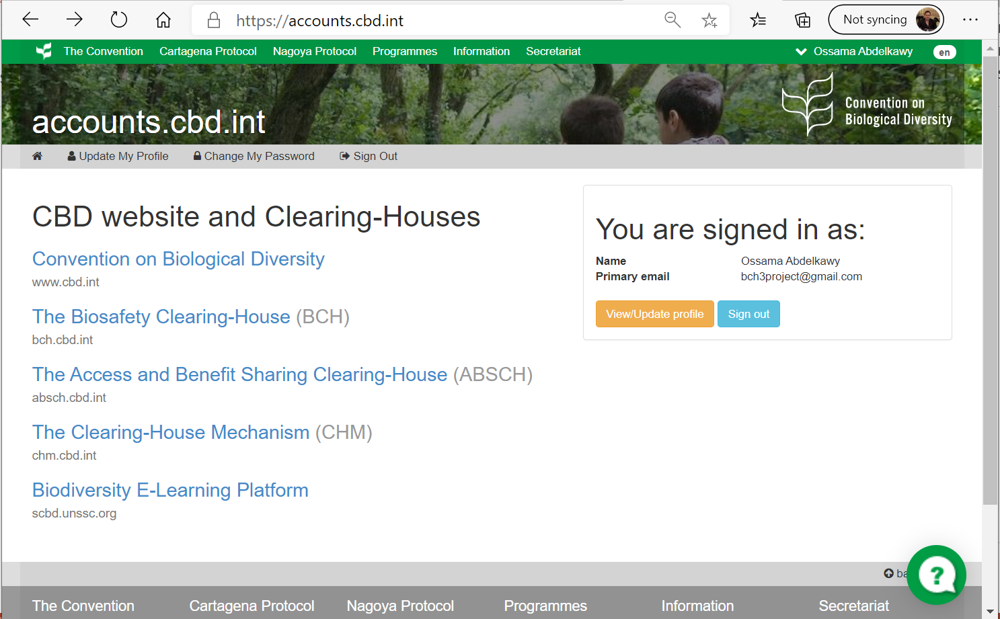 https://accounts.cbd.int
Not syncing
The Convention Cartagena Protocol Nagoya Protocol Programmes Information Secretariat Ossama Abdelkawy en
accounts.cbd.int
Convention on
Biological Diversity
Update My Profile Change My Password Sign Out
CBD website and Clearing-Houses
Convention on Biological Diversity
www.cbd.int
The Biosafety Clearing-House (BCH)
bch.cbd.int
The Access and Benefit Sharing Clearing-House (ABSCH)
absch.cbd.int
The Clearing-House Mechanism (CHM)
chm.cbd.int
Biodiversity E-Learning Platform
scbd.unssc.org
You are signed in as:
Name Ossama Abdelkawy
Primary email bch3project@gmail.com
View/Update profile Sign out
?
The Convention Cartagena Protocol Nagoya Protocol Programmes Information Secretariat